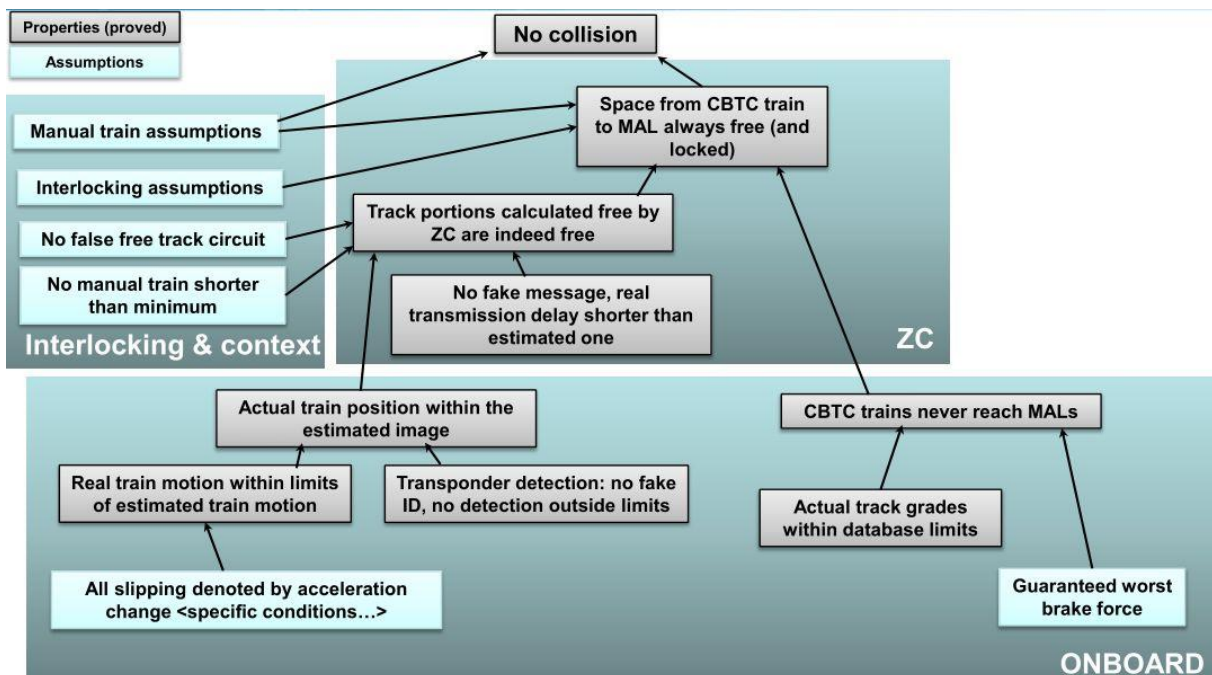 Properties (proved)
Assumptions
No collision
Manual train assumptions
Interlocking assumptions
No false free track circuit
No manual train shorter
than minimum
Interlocking & context
Space from CBTC train
to MAL always free (and
locked)
Track portions calculated free by
ZC are indeed free
No fake message, real
transmission delay shorter than
estimated one
ZC
Actual train position within the
estimated image
Real train motion within limits
of estimated train motion
Transponder detection: no fake
ID, no detection outside limits
All slipping denoted by acceleration
change <specific conditions…>
CBTC trains never reach MALs
Actual track grades
within database limits
Guaranteed worst
brake force
ONBOARD